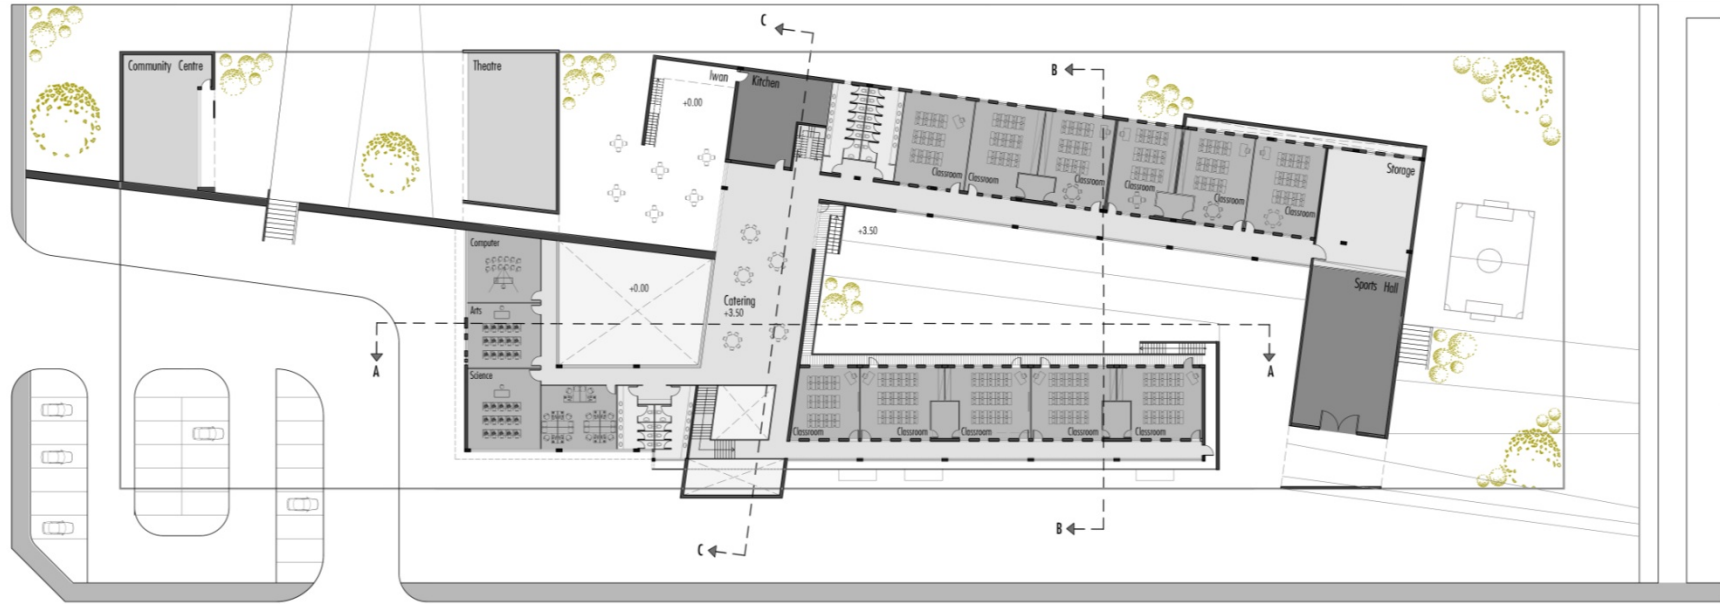 C
Community Centre
Theatre
Iwan
Kitchen
B
+0.00
Storage
Classroom
Classroom
Classroom
Classroom
Classroom
Classroom
+3.50
Computer
+0.00
Sports Hall
Catering
+3.50
Arts
A
A
Science
Classroom
Classroom
Classroom
Classroom
Classroom
B
C